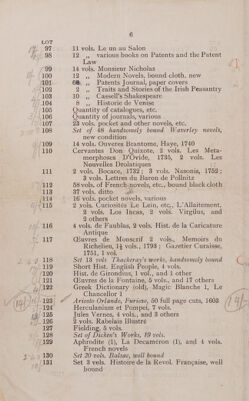 6
LOT
97 11 vols. Le un au Salon
98 12 „ various books on Patents and the Patent
Law
99 14 vols. Monsieur Nicholas
100 12 „ Modern Novels, bound cloth, new
101 „ Patents Journal, paper covers
102 2 „ Traits and Stories of the Irish Peasantry
103 10 „ Cassell's Shakespeare
104 8 „ Histoire de Venise
105 Quantity of catalogues, etc
106 Quantity of journals, various
107 23 vols. pocket and other novels, etc.
108 Set of 48 handsomely bound Waverley novels,
new condition
109 14 vols. Ouveres Brantome, Haye, 1740
110 Cervantes Don Quixote, 3 vols. Les Meta-
morphoses D'Ovide, 1735, 2 vols. Les
Nouvelles Drolatiques
111 2 vols. Bocace, 1732; 3 vols. Nasonis, 1752;
3 vols. Lettres du Baron de Pollnitz
112 58 vols. of French novels, etc., bound black cloth
113 37 vols. ditto
114 16 vols. pocket novels, various
115 2 vols. Curiosites Le Lein, etc., L'Allaitement,
2 vols. Los Incas, 2 vols. Virgilus, and
2 others
116 4 vols. de Faublas, 2 vols. Hist. de la Caricature
Antique
117 Œuvres de Monscrif 2 vols., Memoirs du
Richelieu, 1½ vols., 1793; Gazettier Curaisse,
1751, 1 vol.
118 Set 13 vols Thackeray's works, handsomely bound
119 Short Hist. English People, 4 vols.
120 Hist. de Girondins, 1 vol., and 1 other
121 Œuvres de la Fontaine, 5 vols., and 17 others
122 Greek Dictionary (old), Magic Blanche 1, Le
Chancellor 1
123 Ariosto Orlando, Furioso, 50 full page cuts, 1603
124 Herculanium et Pompei, 7 vols.
125 Jules Vernes, 4 vols., and 3 others
126 2 vols. Rabelais Illustre
127 Fielding, 5 vols.
128 Set of Dicken's Works, 19 vols.
129 Aphrodite (1), La Decamèron (1), and 4 vols.
French novels
130 Set 20 vols. Balzac, well bound
131 Set 3 vols. Histoire de la Revol. Française, well
bound